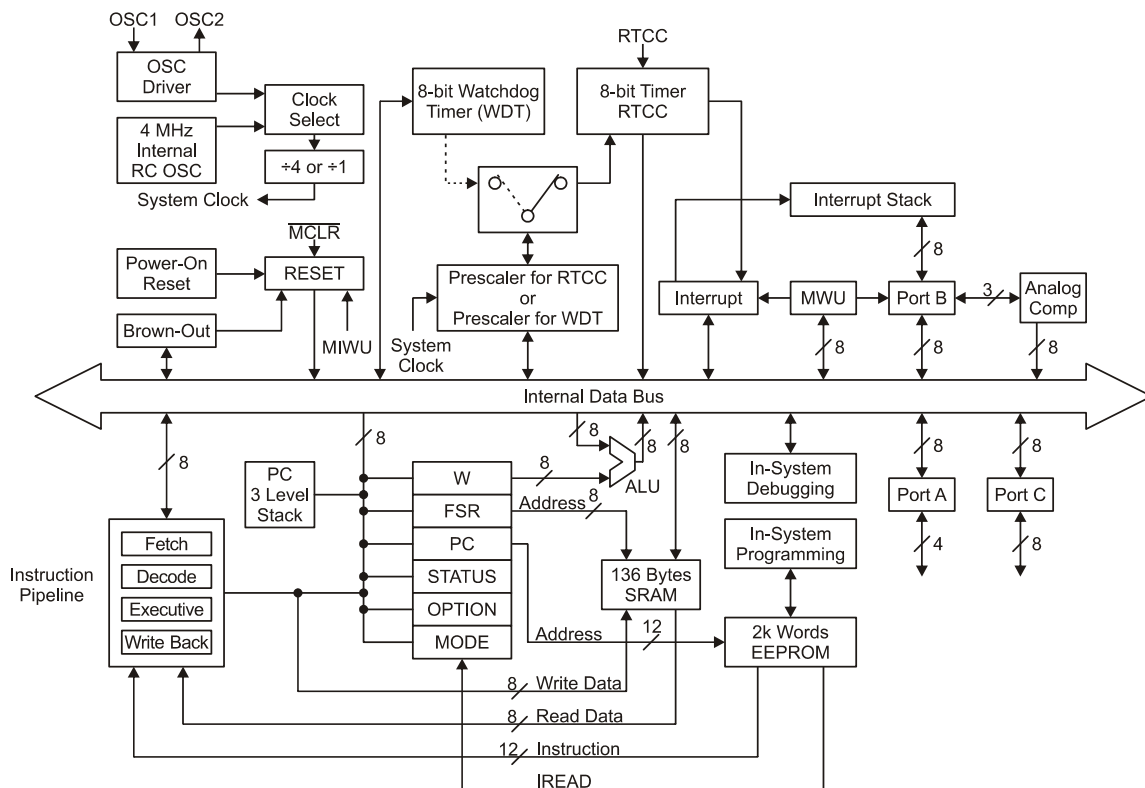 OSC1 OSC2
OSC
Driver
4 MHz
Internal
RC OSC
Clock
Select
÷4 or ÷1
System Clock
8-bit Watchdog
Timer (WDT)
RTCC
8-bit Timer
RTCC
MCLR
Power-On
Reset
RESET
Brown-Out
MIWU
System
Clock
Prescaler for RTCC
or
Prescaler for WDT
Interrupt Stack
8
Interrupt
MWU
Port B
3
Analog
Comp
8
8
8
Internal Data Bus
8
8
8
8
8
8
8
PC
3 Level
Stack
W
8
ALU
FSR
Address
8
PC
STATUS
OPTION
MODE
In-System
Debugging
Port A
Port C
4
8
In-System
Programming
Instruction
Pipeline
Fetch
Decode
Executive
Write Back
136 Bytes
SRAM
Address
12
2k Words
EEPROM
8 Write Data
8 Read Data
12 Instruction
IREAD